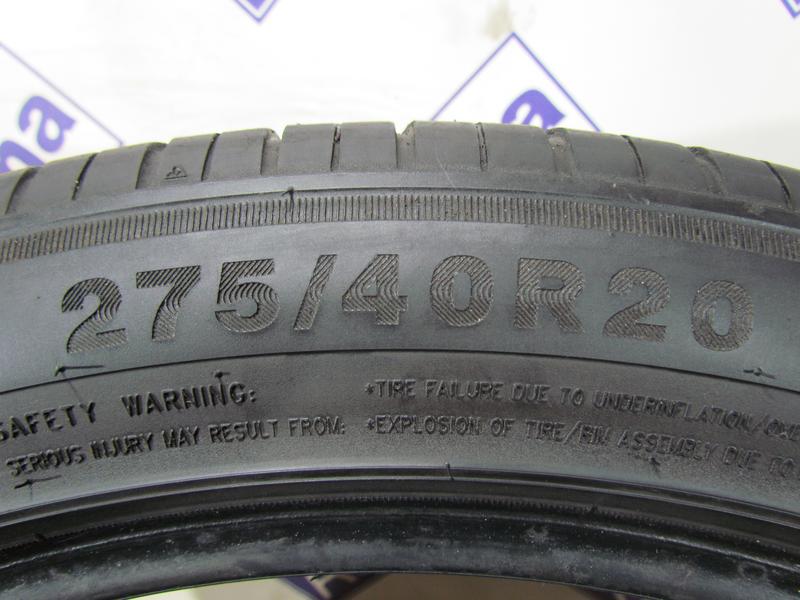 275/40R20
SAFETY WARNING:
SERIOUS INJURY MAY RESULT FROM:
*TIRE FAILURE DUE TO UNDERINFLATION/
*EXPLOSION OF TIRE/RIM ASSEMBLY DUE TO